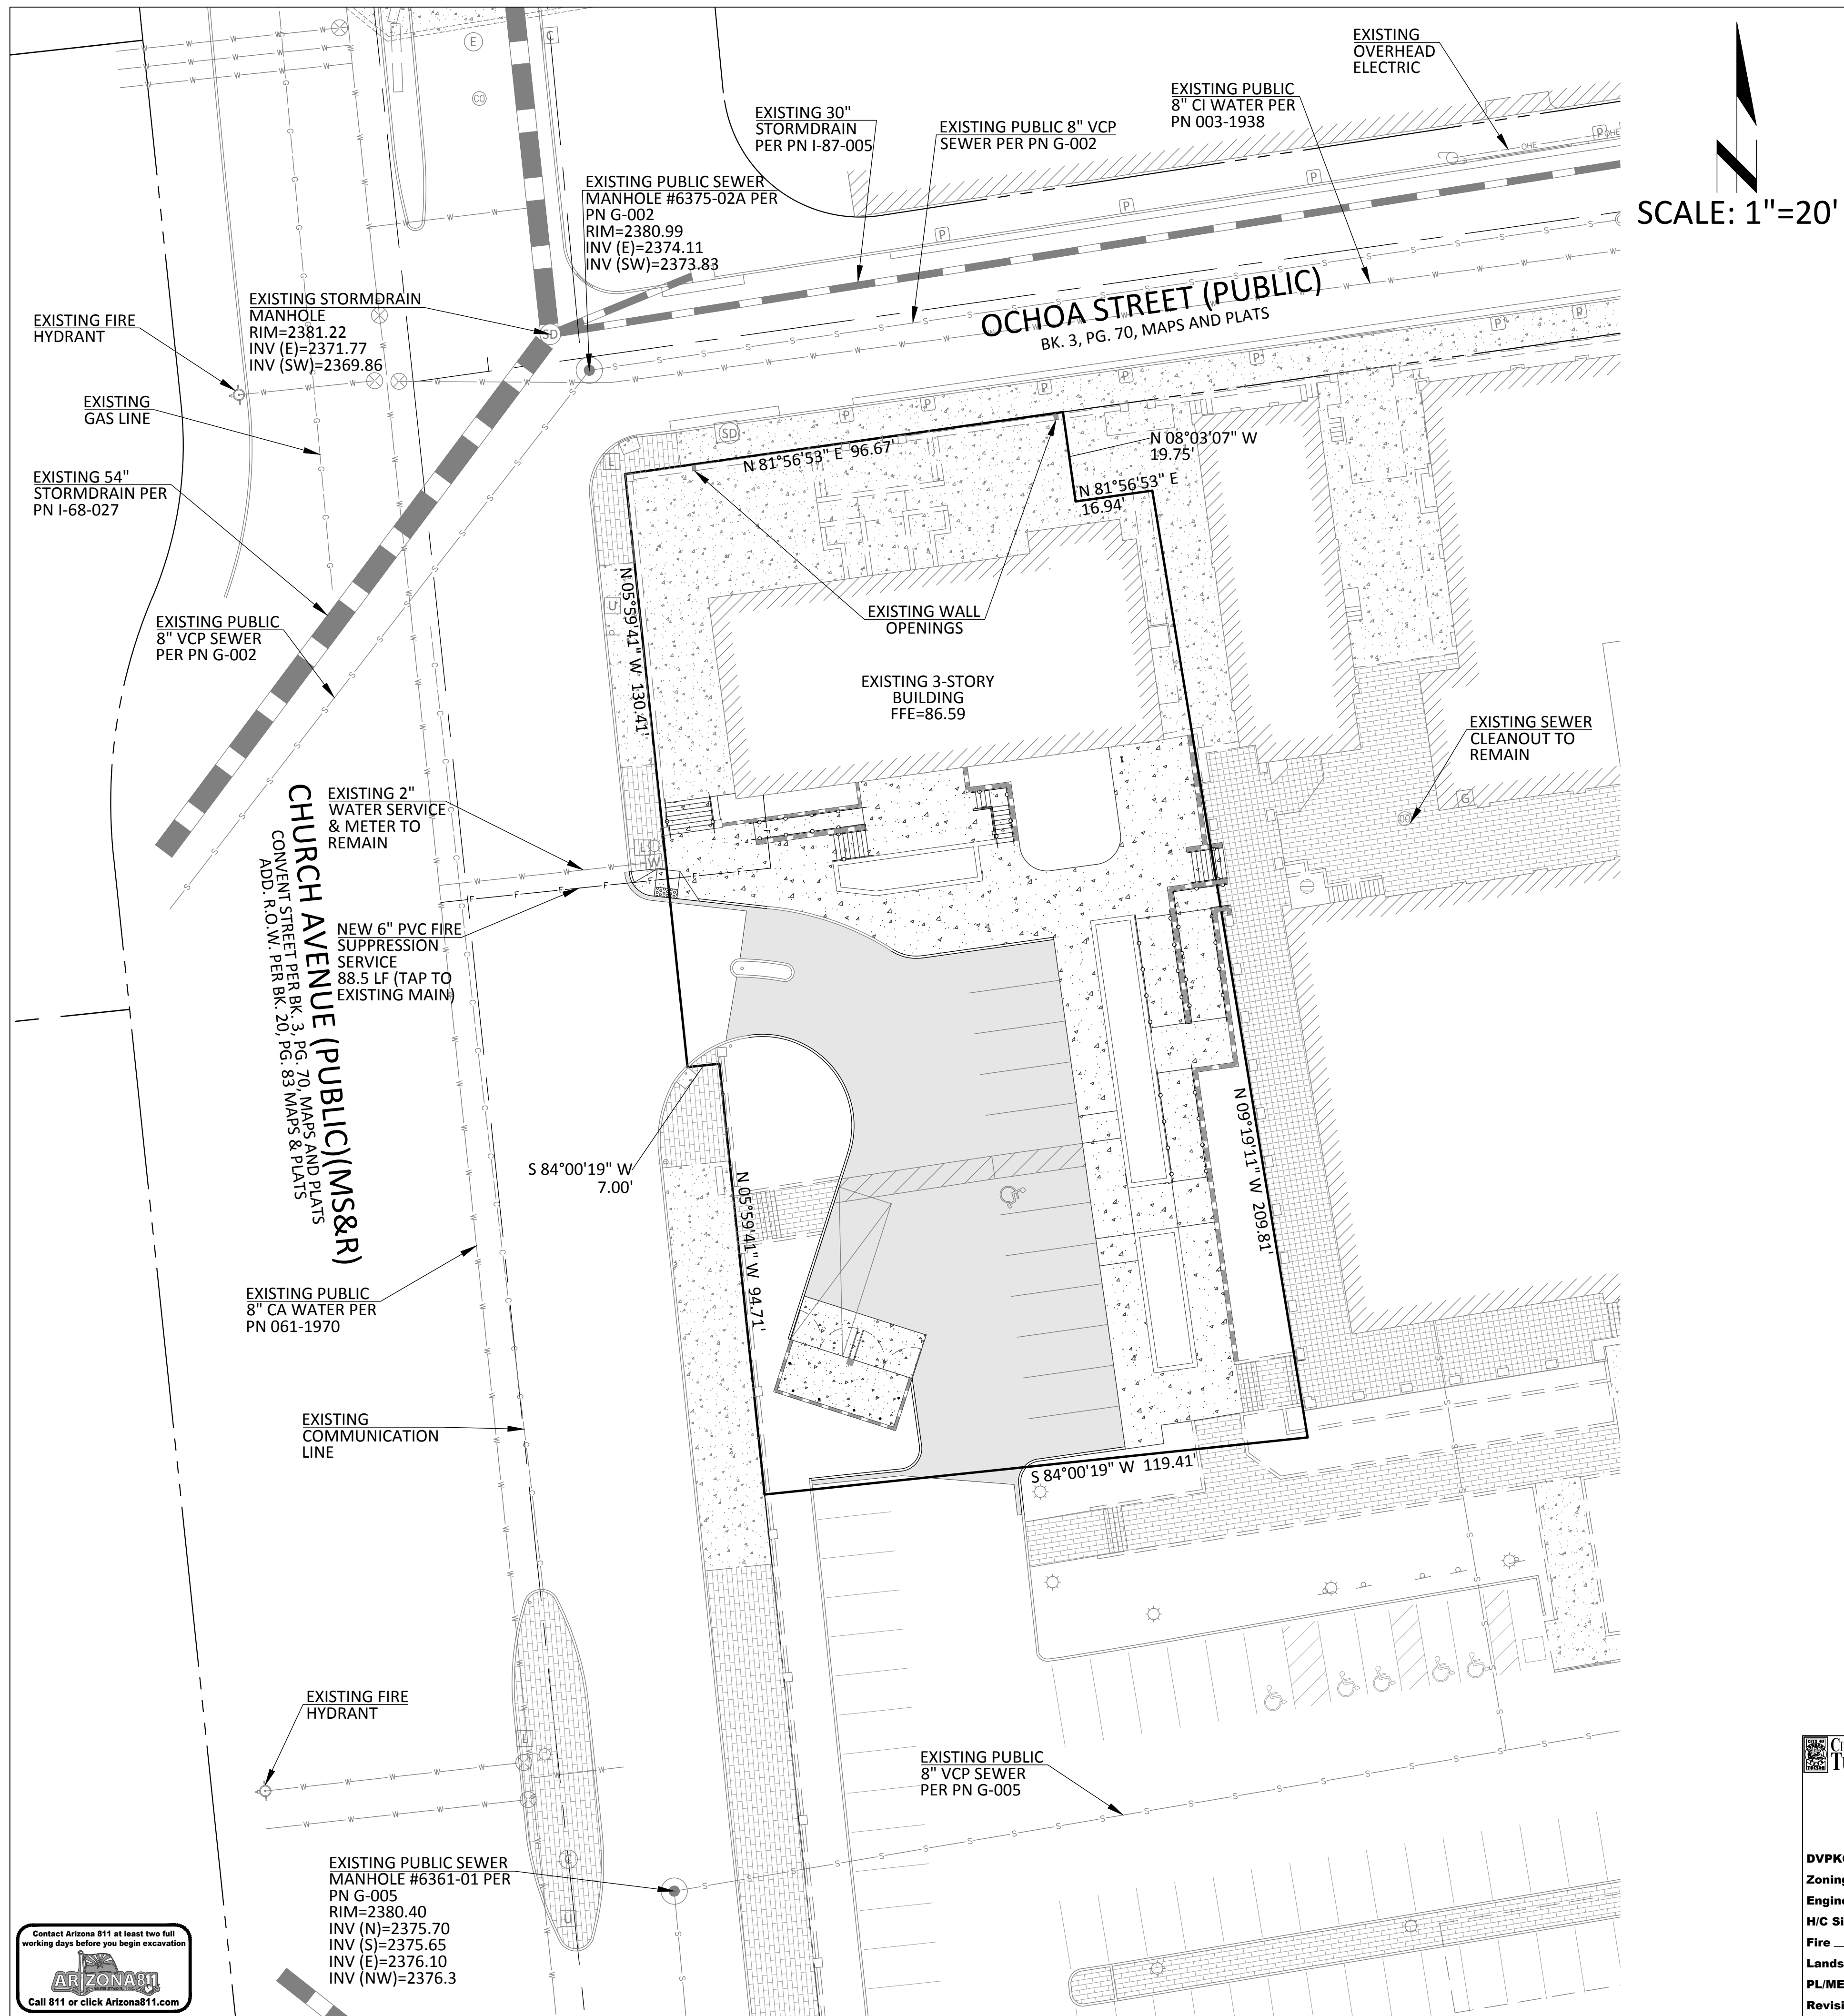 EXISTING
OVERHEAD
ELECTRIC
EXISTING PUBLIC
8" CI WATER PER
PN 003-1938
EXISTING 30"
STORMDRAIN
PER PN I-87-005
EXISTING PUBLIC 8" VCP
SEWER PER PN G-002
SCALE: 1"=20'
EXISTING PUBLIC SEWER
MANHOLE #6375-02A PER
PN G-002
RIM=2380.99
INV (E)=2374.11
INV (SW)=2373.83
OCHOA STREET (PUBLIC)
BK. 3, PG. 70, MAPS AND PLATS
EXISTING STORMDRAIN
MANHOLE
RIM=2381.22
INV (E)=2371.77
INV (SW)=2369.86
EXISTING FIRE
HYDRANT
EXISTING
GAS LINE
EXISTING 54"
STORMDRAIN PER
PN I-68-027
N 81°56'53" E 96.67'
N 08°03'07" W
19.75'
N 81°56'53" E
16.94'
N 05°59'41" W 130.41'
EXISTING WALL
OPENINGS
EXISTING PUBLIC
8" VCP SEWER
PER PN G-002
EXISTING 3-STORY
BUILDING
FFE=86.59
EXISTING SEWER
CLEANOUT TO
REMAIN
EXISTING 2"
WATER SERVICE
& METER TO
REMAIN
NEW 6" PVC FIRE
SUPPRESSION
SERVICE
88.5 LF (TAP TO
EXISTING MAIN)
CHURCH AVENUE (PUBLIC)(MS&R)
CONVENT STREET PER BK. 3, PG. 70, MAPS AND PLATS
ADD. R.O.W. PER BK. 20, PG. 83 MAPS & PLATS
S 84°00'19" W
7.00'
N 05°59'41" W 94.71'
N 09°19'11" W 209.81'
EXISTING PUBLIC
8" CA WATER PER
PN 061-1970
EXISTING
COMMUNICATION
LINE
S 84°00'19" W 119.41'
EXISTING FIRE
HYDRANT
EXISTING PUBLIC
8" VCP SEWER
PER PN G-005
EXISTING PUBLIC SEWER
MANHOLE #6361-01 PER
PN G-005
RIM=2380.40
INV (N)=2375.70
INV (S)=2375.65
INV (E)=2376.10
INV (NW)=2376.3
Contact Arizona 811 at least two full
working days before you begin excavation
ARIZONA811
Call 811 or click Arizona811.com
H/C Si
Fire